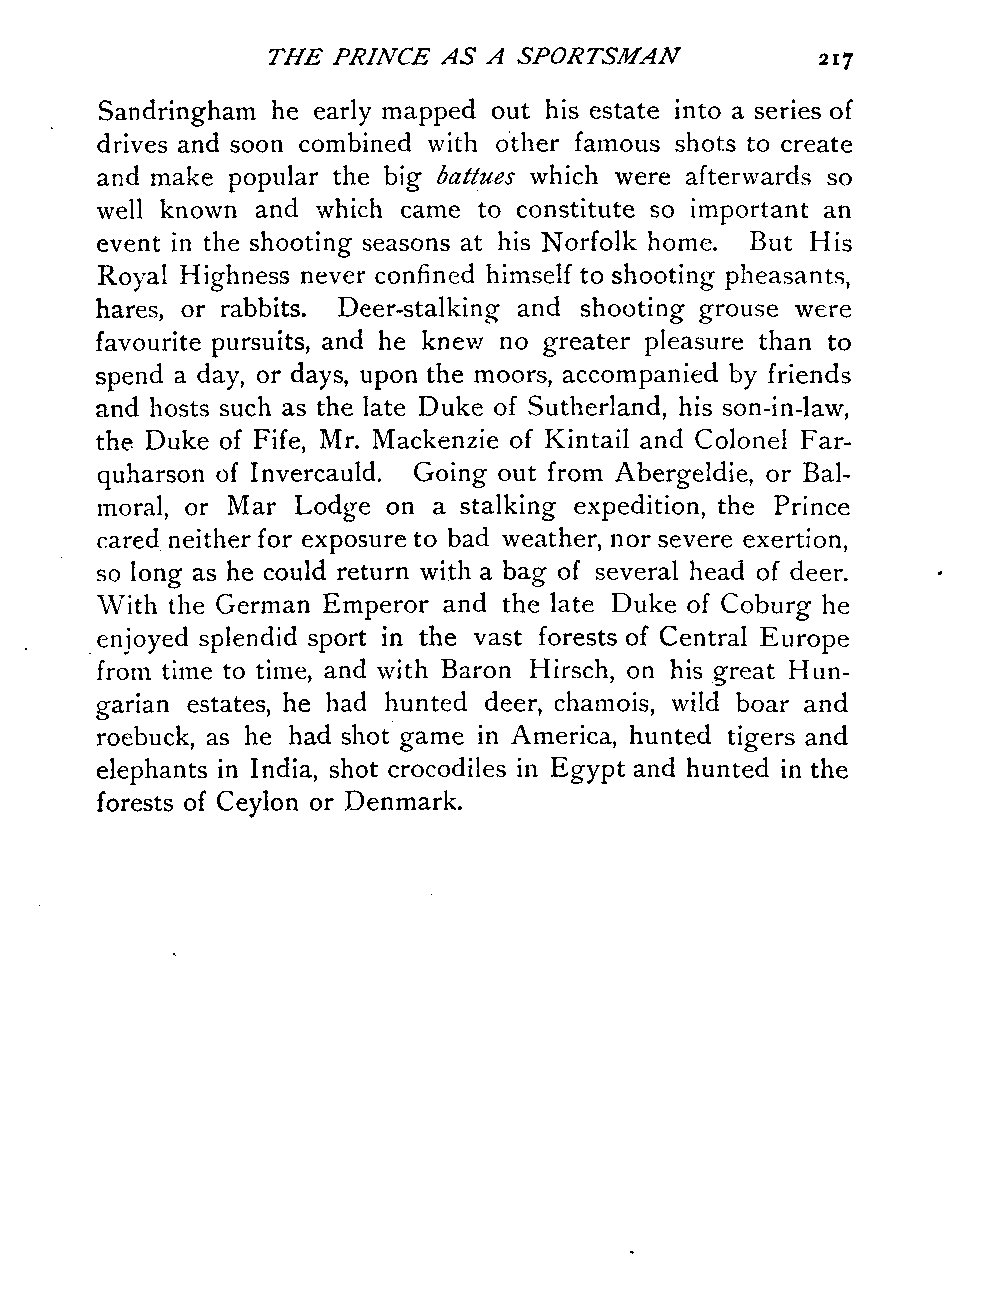 THE PRINCE AS A SPORTSMAN 217
Sandringham he early mapped out his estate into a series of
drives and soon combined with other famous shots to create
and make popular the big battues which were afterwards so
well known and which came to constitute so important an
event in the shooting seasons at his Norfolk home. But His
Royal Highness never confined himself to shooting pheasants,
hares, or rabbits. Deer-stalking and shooting grouse were
favourite pursuits, and he knew no greater pleasure than to
spend a day, or days, upon the moors, accompanied by friends
and hosts such as the late Duke of Sutherland, his son-in-law,
the Duke of Fife, Mr. Mackenzie of Kintail and Colonel Far-
quharson of Invercauld. Going out from Abergeldie, or Bal-
moral, or Mar Lodge on a stalking expedition, the Prince
cared neither for exposure to bad weather, nor severe exertion,
so long as he could return with a bag of several head of deer.
With the German Emperor and the late Duke of Coburg he
enjoyed splendid sport in the vast forests of Central Europe
from time to time, and with Baron Hirsch, on his great Hun-
garian estates, he had hunted deer, chamois, wild boar and
roebuck, as he had shot game in America, hunted tigers and
elephants in India, shot crocodiles in Egypt and hunted in the
forests of Ceylon or Denmark.